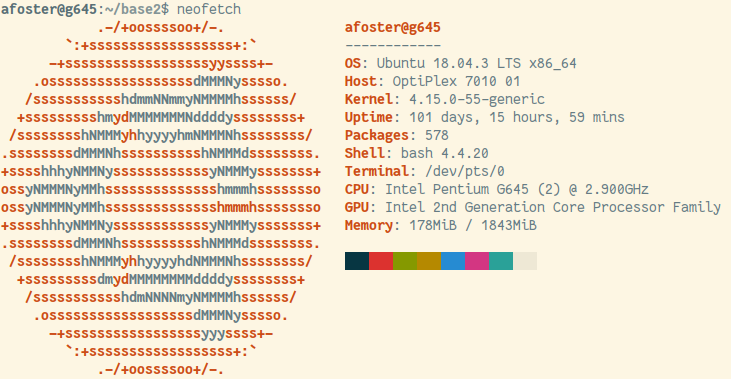 afoster@g645:~/base2$ neofetch
.-/+oossssoo+/-. afoster@g645
`:+ssssssssssssssssss+:` ------------
-+ssssssssssssssssssyyssss+- OS: Ubuntu 18.04.3 LTS x86_64
.ossssssssssssssssssdMMMNysssso. Host: OptiPlex 7010 01
/ssssssssssshdmmNNmmyNMMMMhssssss/ Kernel: 4.15.0-55-generic
+ssssssssshmydMMMMMMMNddddyssssssss+ Uptime: 101 days, 15 hours, 59 mins
/sssssssshNMMMyhhyyyyhmNMMMNhssssssss/ Packages: 578
.ssssssssdMMMNhsssssssssshNMMMdssssssss. Shell: bash 4.4.20
+sssshhhyNMMNyssssssssssssyNMMMysssssss+ Terminal: /dev/pts/0
ossyNMMMNyMMhsssssssssssssshmmmhssssssso CPU: Intel Pentium G645 (2) @ 2.900GHz
ossyNMMMNyMMhsssssssssssssshmmmhssssssso GPU: Intel 2nd Generation Core Processor Family
+sssshhhyNMMNyssssssssssssyNMMMysssssss+ Memory: 178MiB / 1843MiB
.ssssssssdMMMNhsssssssssshNMMMdssssssss.
/sssssssshNMMMyhhyyyyhdNMMMNhssssssss/
+sssssssssdmydMMMMMMMMddddyssssssss+
/ssssssssssshdmNNNNmyNMMMMhssssss/
.ossssssssssssssssssdMMMNysssso.
-+sssssssssssssssssyyyssss+-
`:+ssssssssssssssssss+:`
.-/+oossssoo+/-.